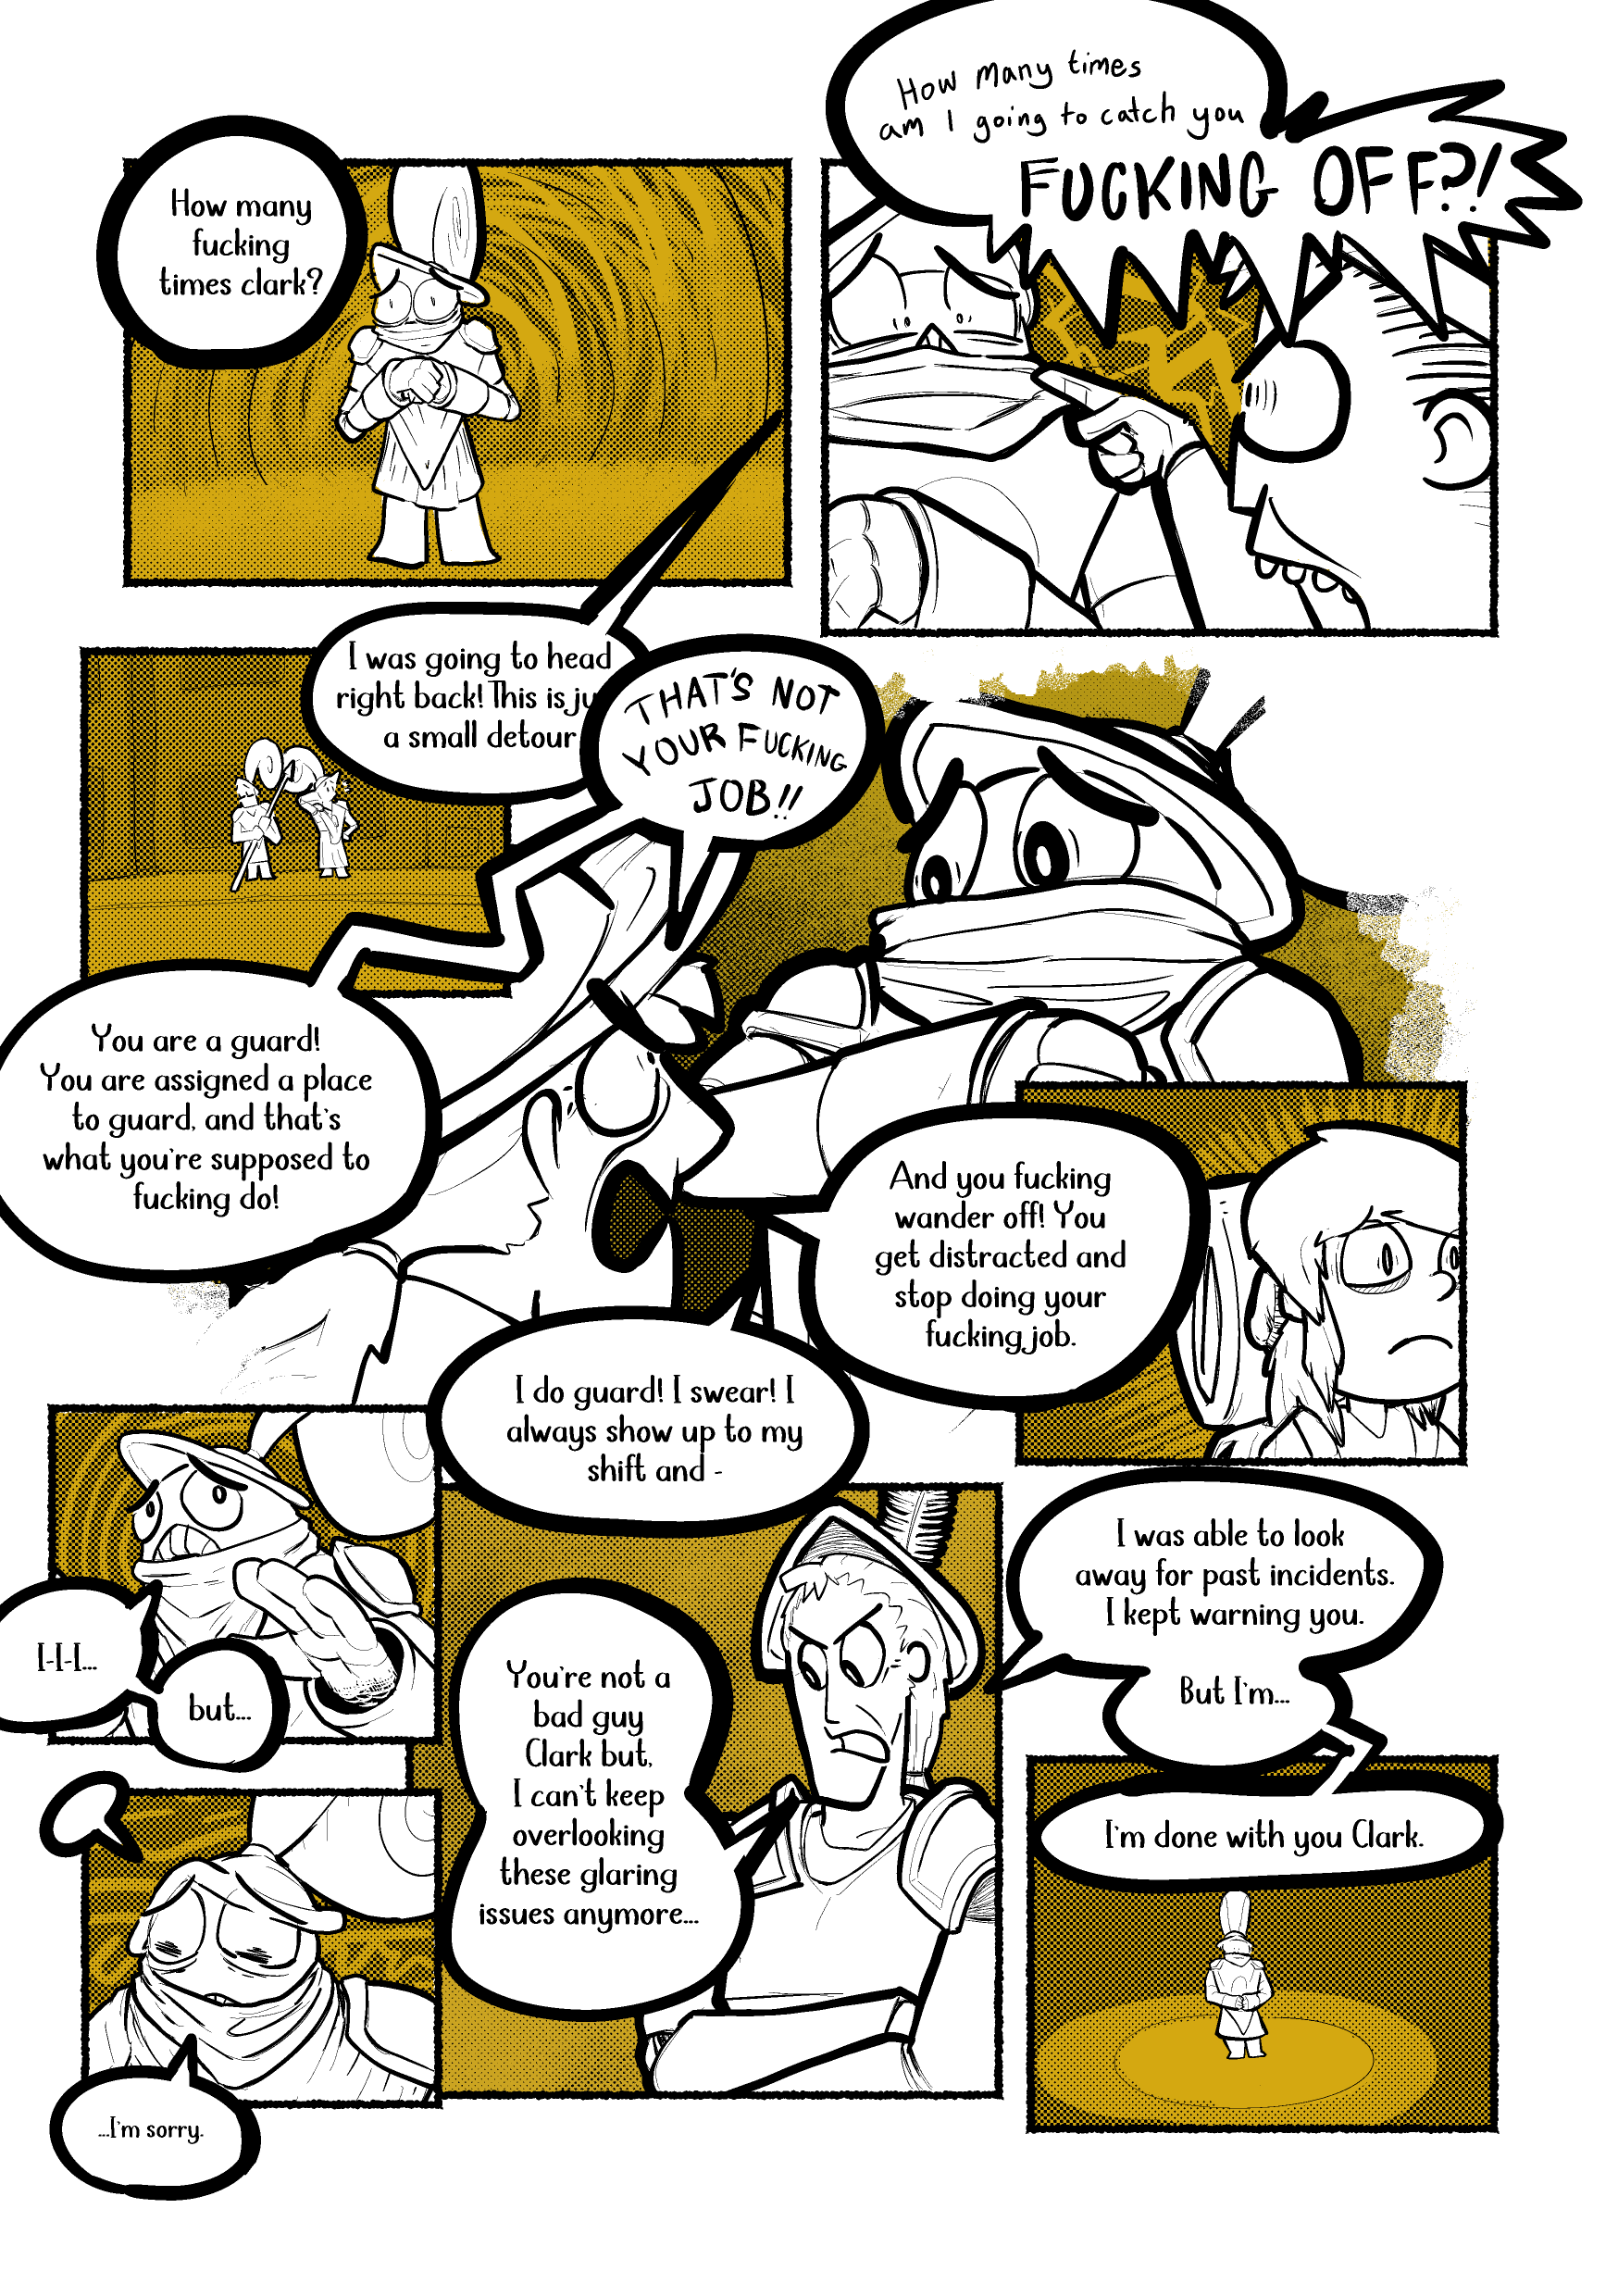 How many
fucking
times clark?
How many times
am I going to catch you
FUCKING OFF?!
I was going to head
right back! This is
a small detour
THAT'S NOT
YOUR FUCKING
JOB!!
You are a guard!
You are assigned a place
to guard, and that's
what you're supposed to
fucking do!
And you fucking
wander off! You
get distracted and
stop doing your
fucking job.
I do guard! I swear! I
always show up to my
shift and -
I-I-I...
but...
You're not a
bad guy
Clark but,
I can't keep
overlooking
these glaring
issues anymore...
I was able to look
away for past incidents.
I kept warning you.
But I'm...
I'm done with you Clark.
...I'm sorry.